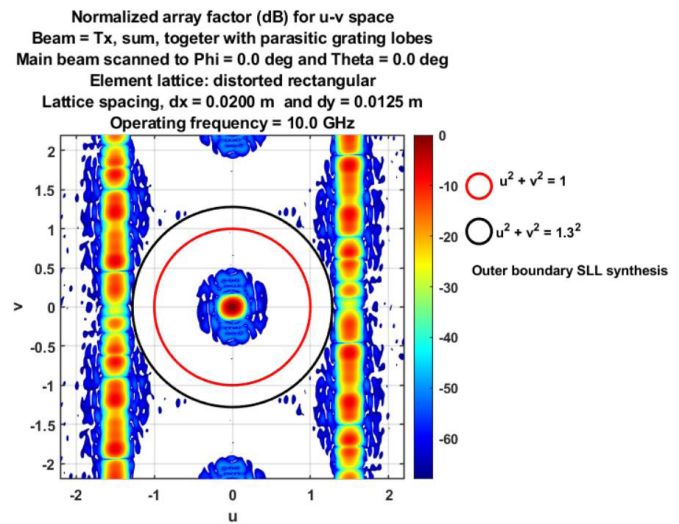 Normalized array factor (dB) for u-v space
Beam = Tx, sum, togeter with parasitic grating lobes
Main beam scanned to Phi = 0.0 deg and Theta = 0.0 deg
Element lattice: distorted rectangular
Lattice spacing, dx = 0.0200 m and dy = 0.0125 m
Operating frequency = 10.0 GHz
2
1.5
1
0.5
0
-0.5
-1
-1.5
-2
v
-2
-1
0
1
2
u
0
-10
-20
-30
-40
-50
-60
u² + v² = 1
u² + v² = 1.3²
Outer boundary SLL synthesis